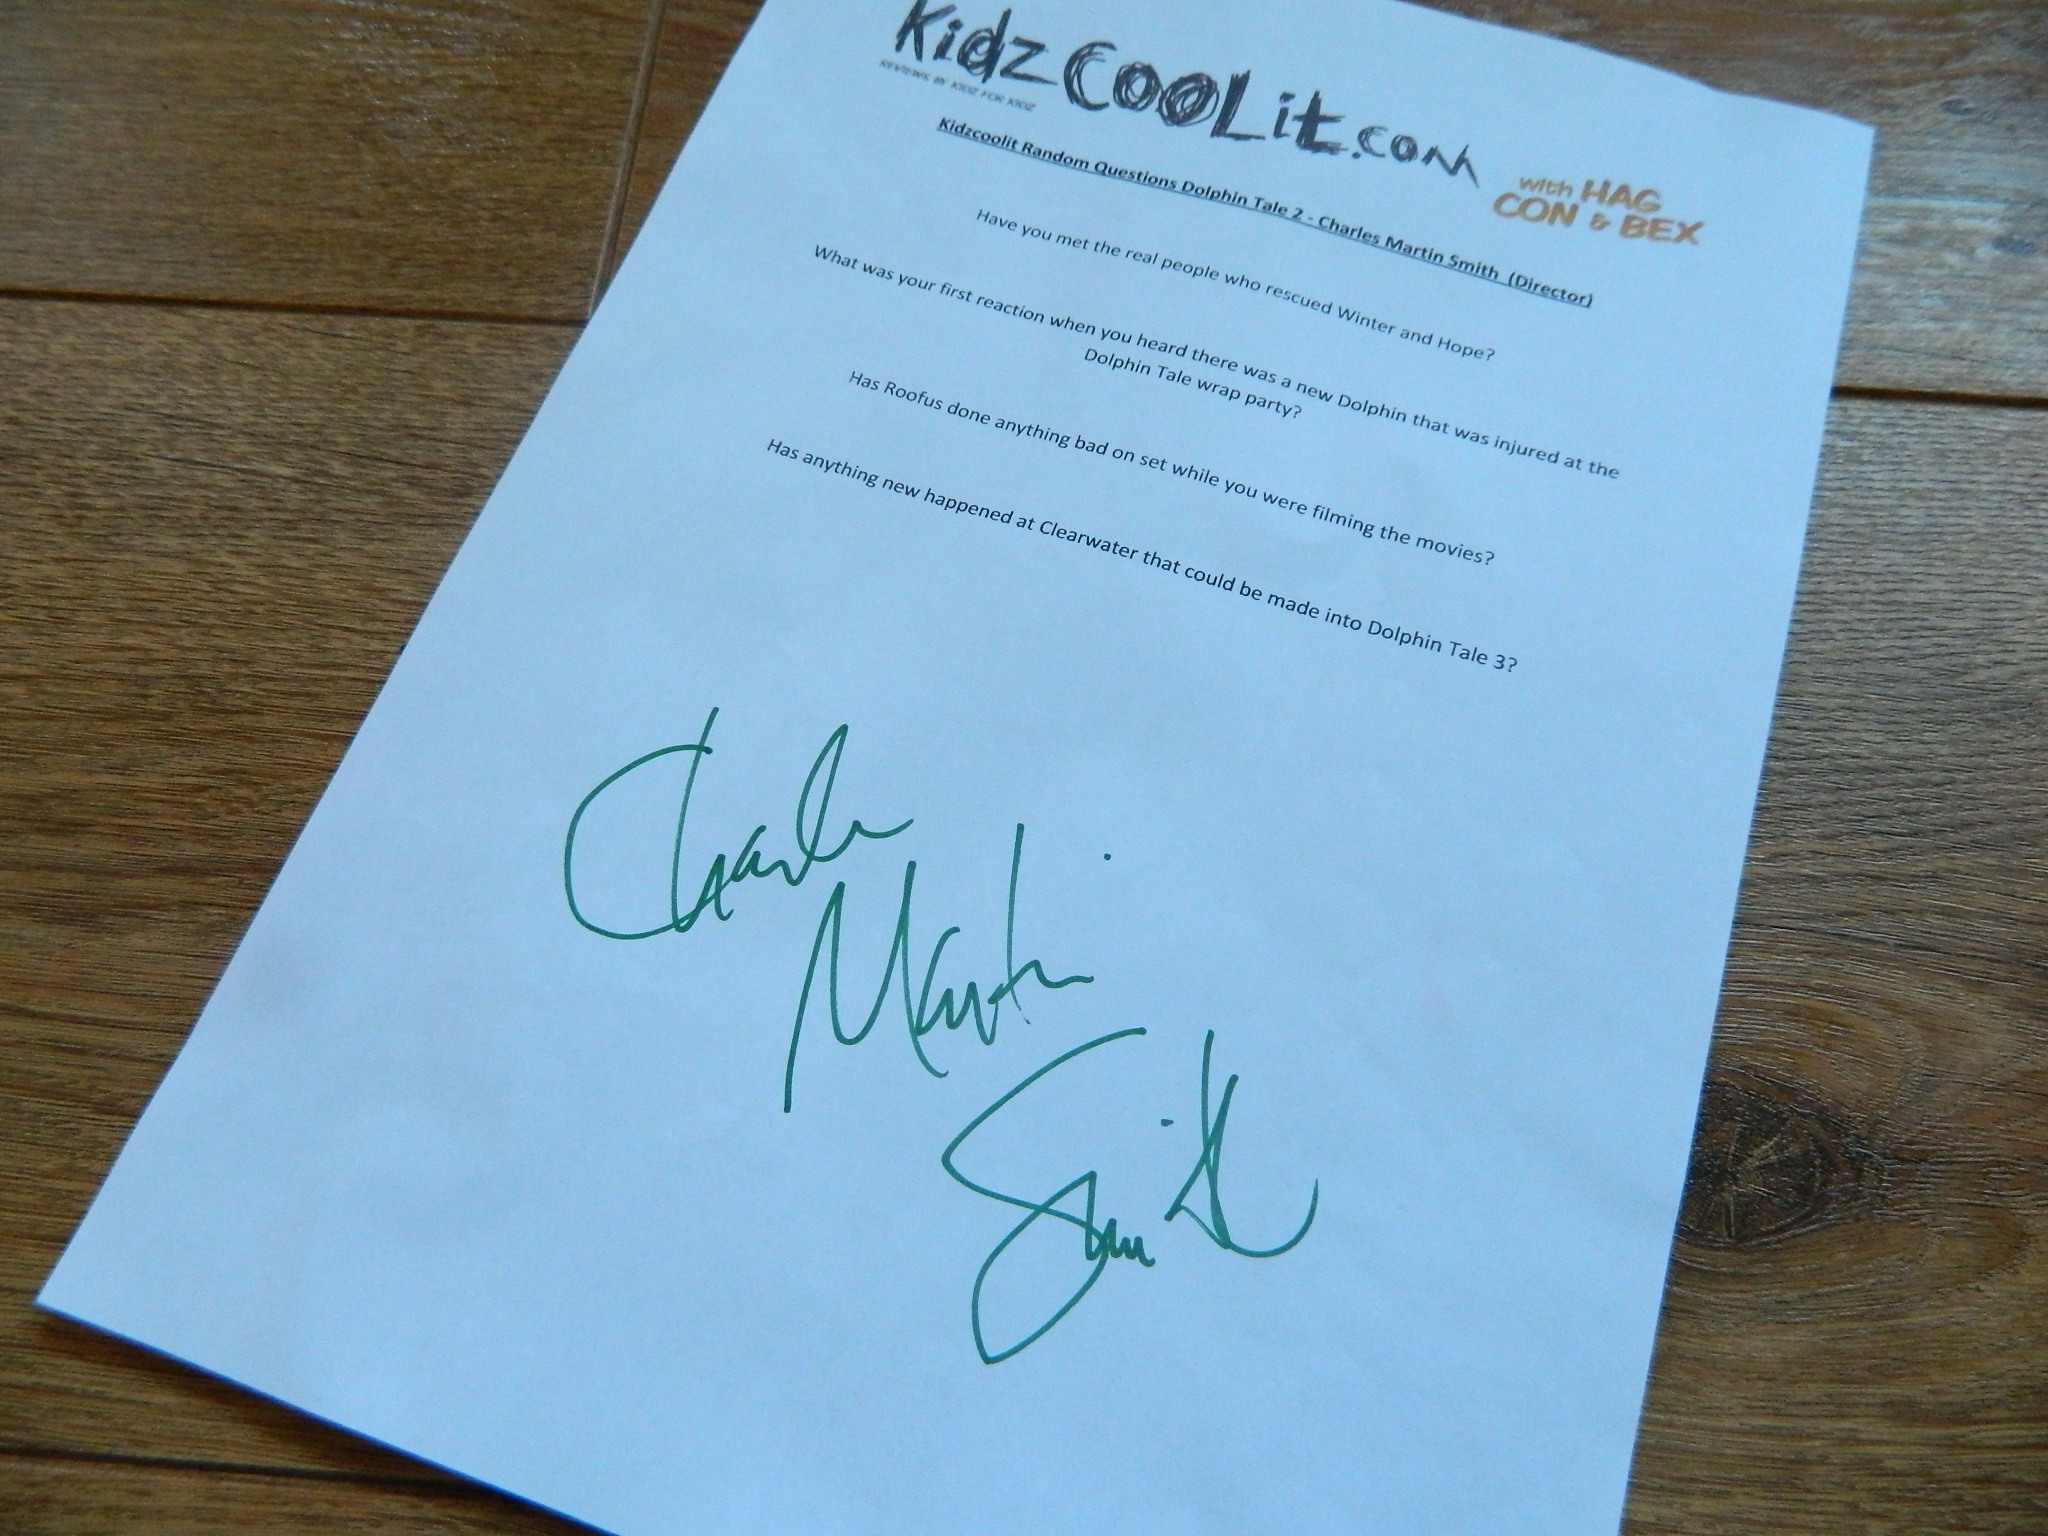 Kidz COOLit.com
REVIEWS BY KIDZ FOR KIDZ
with HAG
CON & BEX
Kidzcoolit Random Questions Dolphin Tale 2 - Charles Martin Smith (Director)
Have you met the real people who rescued Winter and Hope?
What was your first reaction when you heard there was a new Dolphin that was injured at the
Dolphin Tale wrap party?
Has Roofus done anything bad on set while you were filming the movies?
Has anything new happened at Clearwater that could be made into Dolphin Tale 3?
Charles
Martin
Smith